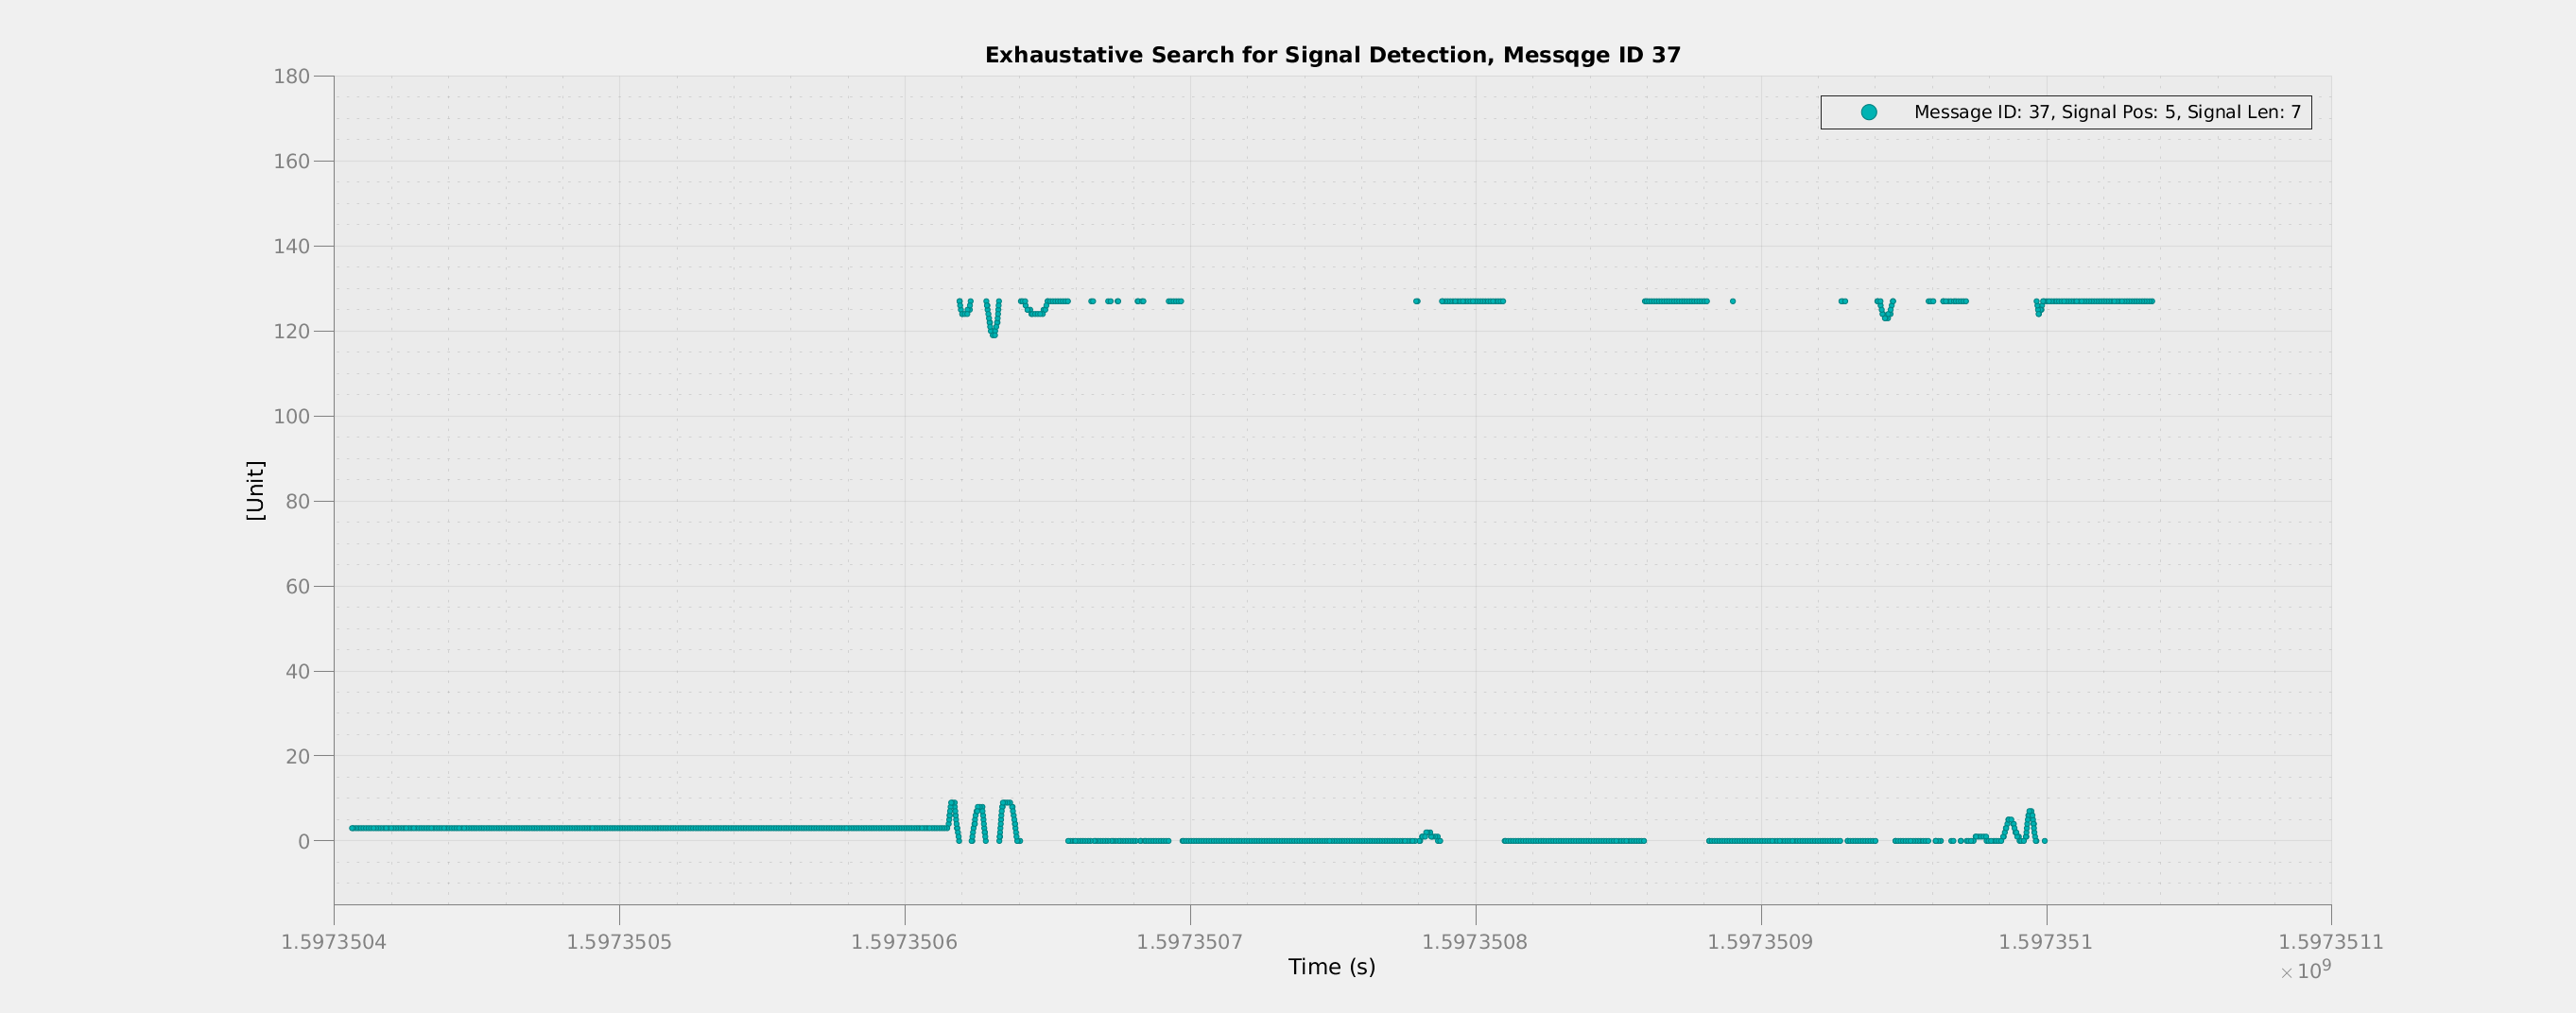 Exhaustative Search for Signal Detection, Messqge ID 37
Message ID: 37, Signal Pos: 5, Signal Len: 7
180
160
140
120
100
80
60
40
20
0
[Unit]
1.5973504 1.5973505 1.5973506 1.5973507 1.5973508 1.5973509 1.597351 1.5973511
Time (s)
× 10⁹